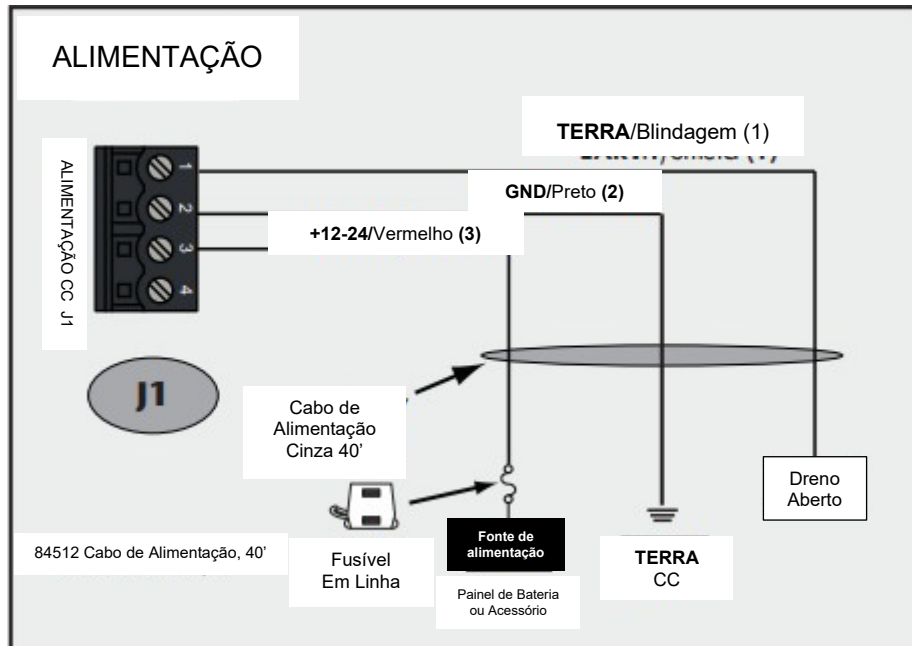 ALIMENTAÇÃO
TERRA/Blindagem (1)
GND/Preto (2)
+12-24/Vermelho (3)
ALIMENTAÇÃO CC J1
1
2
3
4
J1
Cabo de
Alimentação
Cinza 40’
Dreno
Aberto
84512 Cabo de Alimentação, 40’
Fusível
Em Linha
Fonte de
alimentação
Painel de Bateria
ou Acessório
TERRA
CC